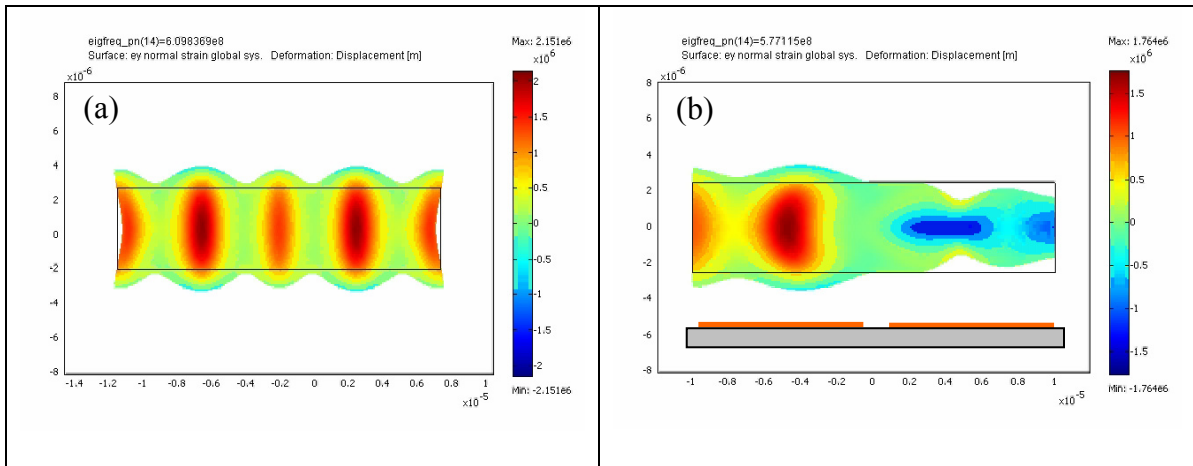 eigfreq_pn(14)=6.098369e8
Surface: ey normal strain global sys. Deformation: Displacement [m]
Max: 2.151e6
x10^6
x10^-6
(a)
8
6
4
2
0
-2
-4
-6
-8
-1.4 -1.2 -1 -0.8 -0.6 -0.4 -0.2 0 0.2 0.4 0.6 0.8 1
x10^-5
2
1.5
1
0.5
0
-0.5
-1
-1.5
-2
Min: -2.151e6
eigfreq_pn(14)=5.77115e8
Surface: ey normal strain global sys. Deformation: Displacement [m]
Max: 1.764e6
x10^6
x10^-6
(b)
8
6
4
2
0
-2
-4
-6
-8
-1 -0.8 -0.6 -0.4 -0.2 0 0.2 0.4 0.6 0.8 1
x10^-5
1.5
1
0.5
0
-0.5
-1
-1.5
Min: -1.764e6